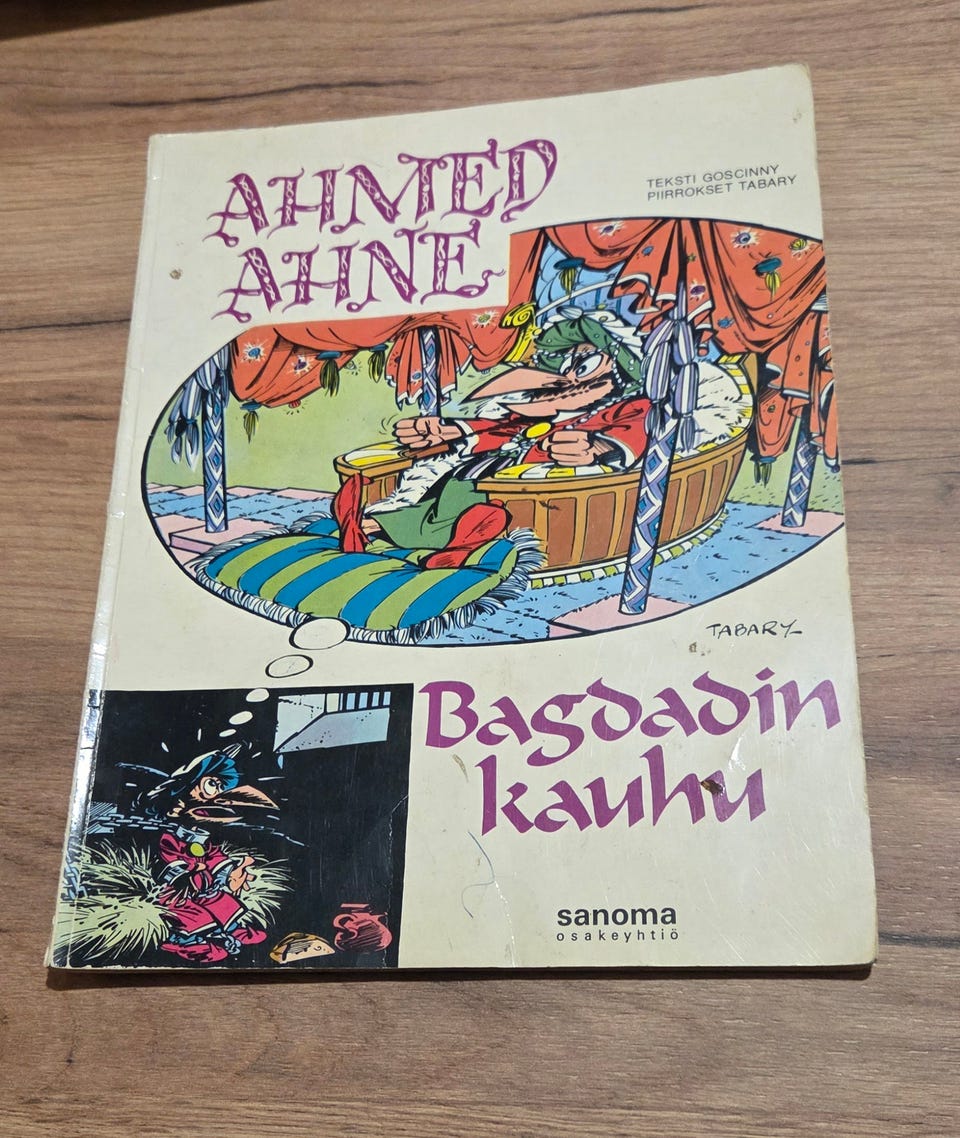 AHMED
AHNE
TEKSTI GOSCINNY
PIIRROKSET TABARY
TABARY
Bagdadin
kauhu
sanoma
osakeyhtiö